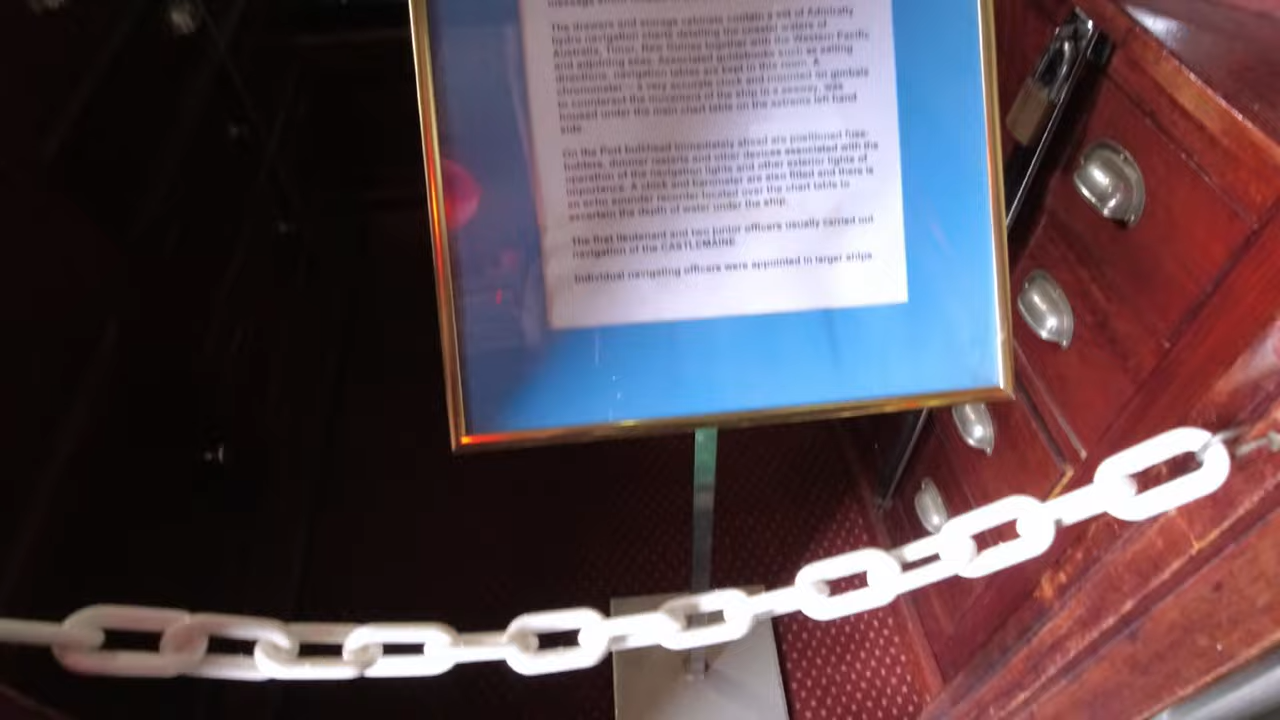 The drawers and storage cabinets contain a set of Admiralty
hydro navigation charts detailing coastal waters of
Australia, Timor, New Guinea together with the Western Pacific
and adjoining seas. Associated guidebooks such as sailing
directions, navigation tables are kept in this room. A
chronometer - a very accurate clock and mounted on gimbals
to counteract the movement of the ship in a seaway, was
housed under the main chart table on the extreme left hand
side.
On the Port bulkhead immediately ahead are positioned fuse-
holders, dimmer resistors and other devices associated with the
operation of the navigation lights and other exterior lights of
importance. A clock and barometer are also fitted and there is
an echo sounder recorder located over the chart table to
ascertain the depth of water under the ship.
The first lieutenant and two junior officers usually carried out
navigation of the CASTLEMAINE.
Individual navigating officers were appointed in larger ships